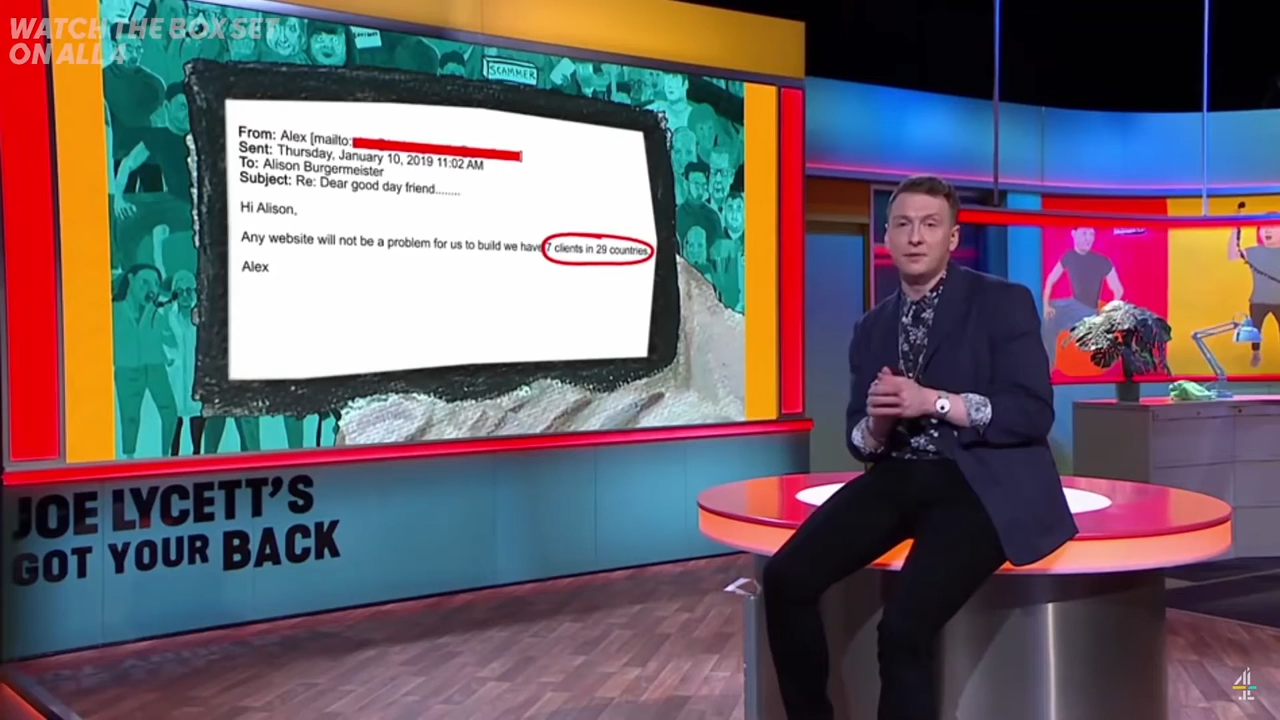 WATCH THE BOX SET
ON ALL 4
SCAMMER
From: Alex [mailto:
Sent: Thursday, January 10, 2019 11:02 AM
To: Alison Burgermeister
Subject: Re: Dear good day friend........
Hi Alison,
Any website will not be a problem for us to build we have 7 clients in 29 countries.
Alex
JOE LYCETT'S
GOT YOUR BACK
4